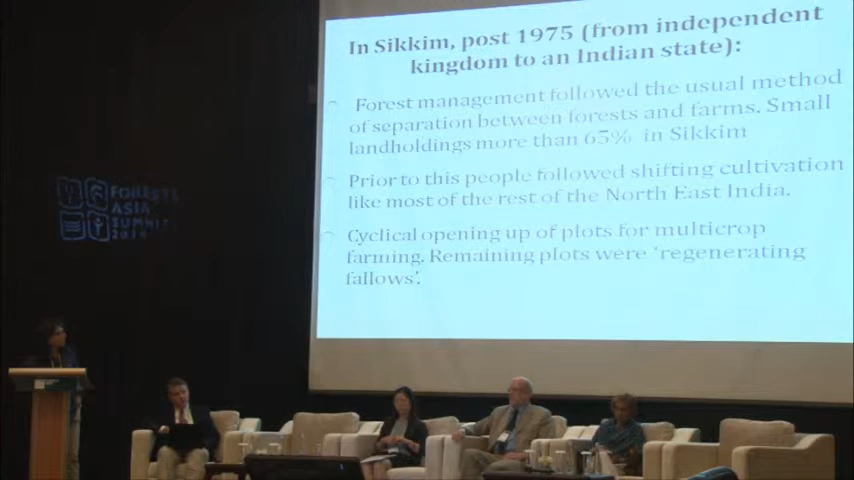 In Sikkim, post 1975 (from independent
kingdom to an Indian state):
Forest management followed the usual method
of separation between forests and farms. Small
landholdings more than 65% in Sikkim
Prior to this people followed shifting cultivation
like most of the rest of the North East India.
Cyclical opening up of plots for multicrop
farming. Remaining plots were ‘regenerating
fallows’.
FORESTS
ASIA
SUMMIT